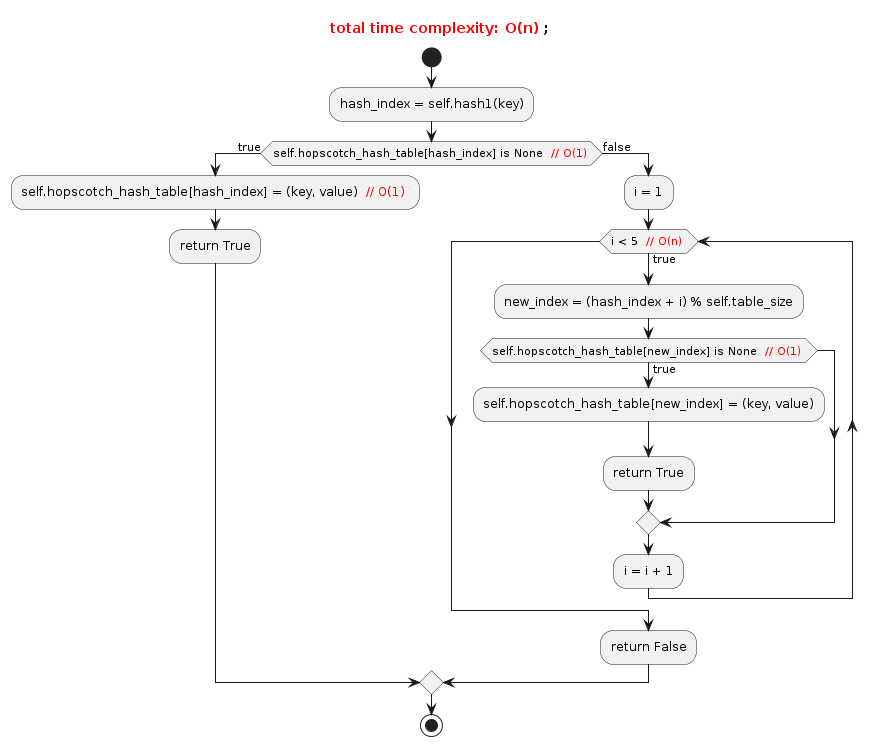 total time complexity: O(n) ;
hash_index = self.hash1(key)
true
self.hopscotch_hash_table[hash_index] is None // O(1)
false
self.hopscotch_hash_table[hash_index] = (key, value) // O(1)
return True
i = 1
i < 5 // O(n)
true
new_index = (hash_index + i) % self.table_size
self.hopscotch_hash_table[new_index] is None // O(1)
true
self.hopscotch_hash_table[new_index] = (key, value)
return True
i = i + 1
return False